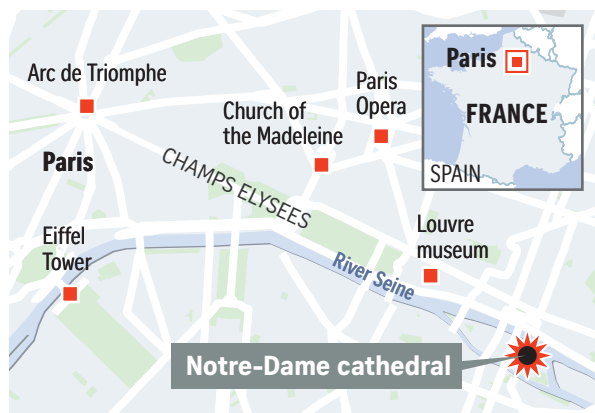 Arc de Triomphe
Paris
Opera
Church of
the Madeleine
Paris
CHAMPS ELYSEES
Eiffel
Tower
Louvre
museum
River Seine
Notre-Dame cathedral
Paris
FRANCE
SPAIN